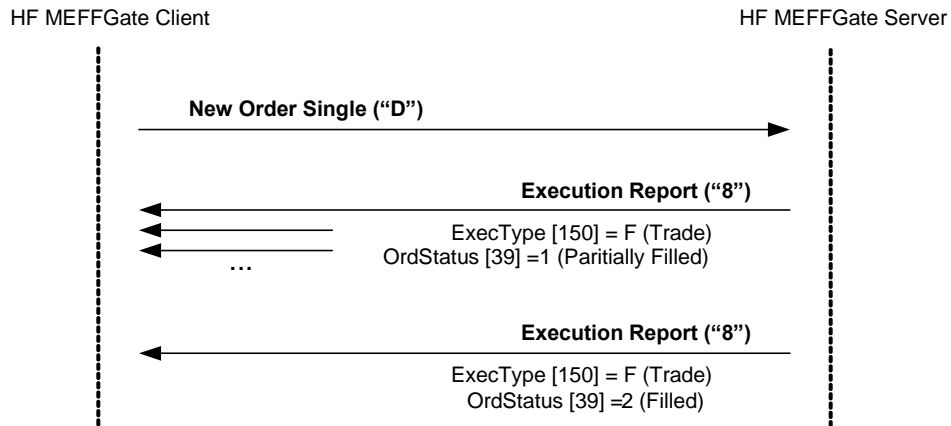 HF MEFFGate Client
HF MEFFGate Server
New Order Single (“D”)
Execution Report (“8”)
ExecType [150] = F (Trade)
OrdStatus [39] =1 (Paritially Filled)
...
Execution Report (“8”)
ExecType [150] = F (Trade)
OrdStatus [39] =2 (Filled)